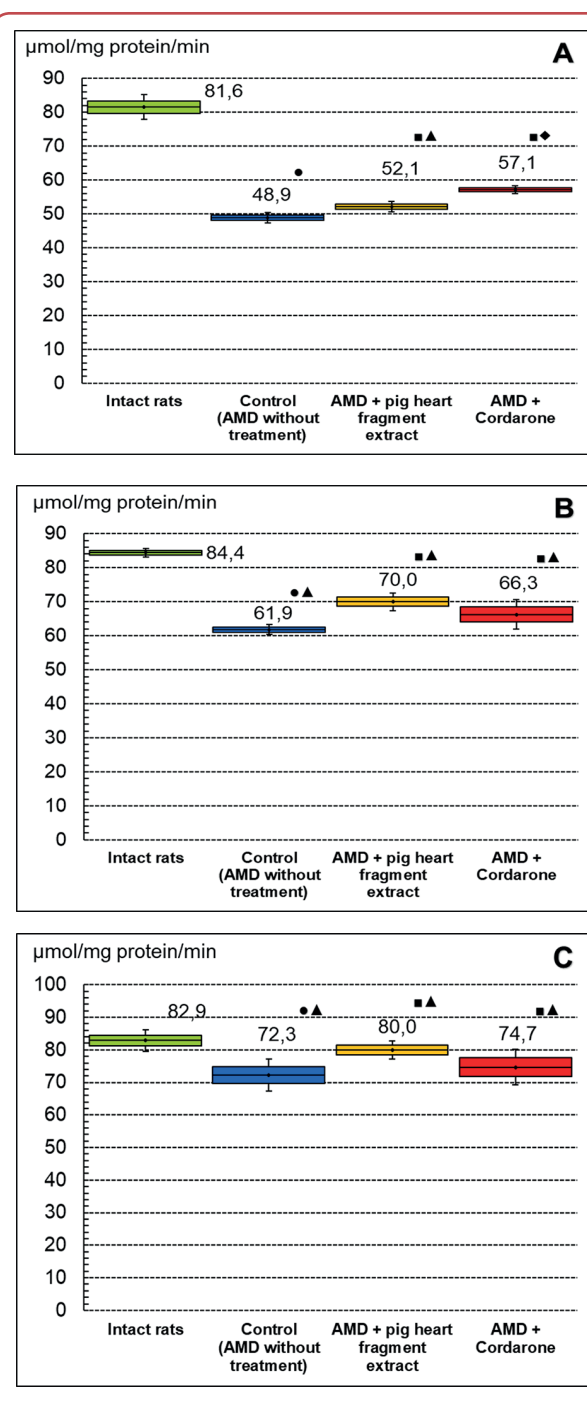 µmol/mg protein/min
A
90
80
70
60
50
40
30
20
10
0
81,6
48,9
52,1
57,1
Intact rats
Control
(AMD without
treatment)
AMD + pig heart
fragment
extract
AMD +
Cordarone
µmol/mg protein/min
B
90
80
70
60
50
40
30
20
10
0
84,4
61,9
70,0
66,3
Intact rats
Control
(AMD without
treatment)
AMD + pig heart
fragment
extract
AMD +
Cordarone
µmol/mg protein/min
C
100
90
80
70
60
50
40
30
20
10
0
82,9
72,3
80,0
74,7
Intact rats
Control
(AMD without
treatment)
AMD + pig heart
fragment
extract
AMD +
Cordarone